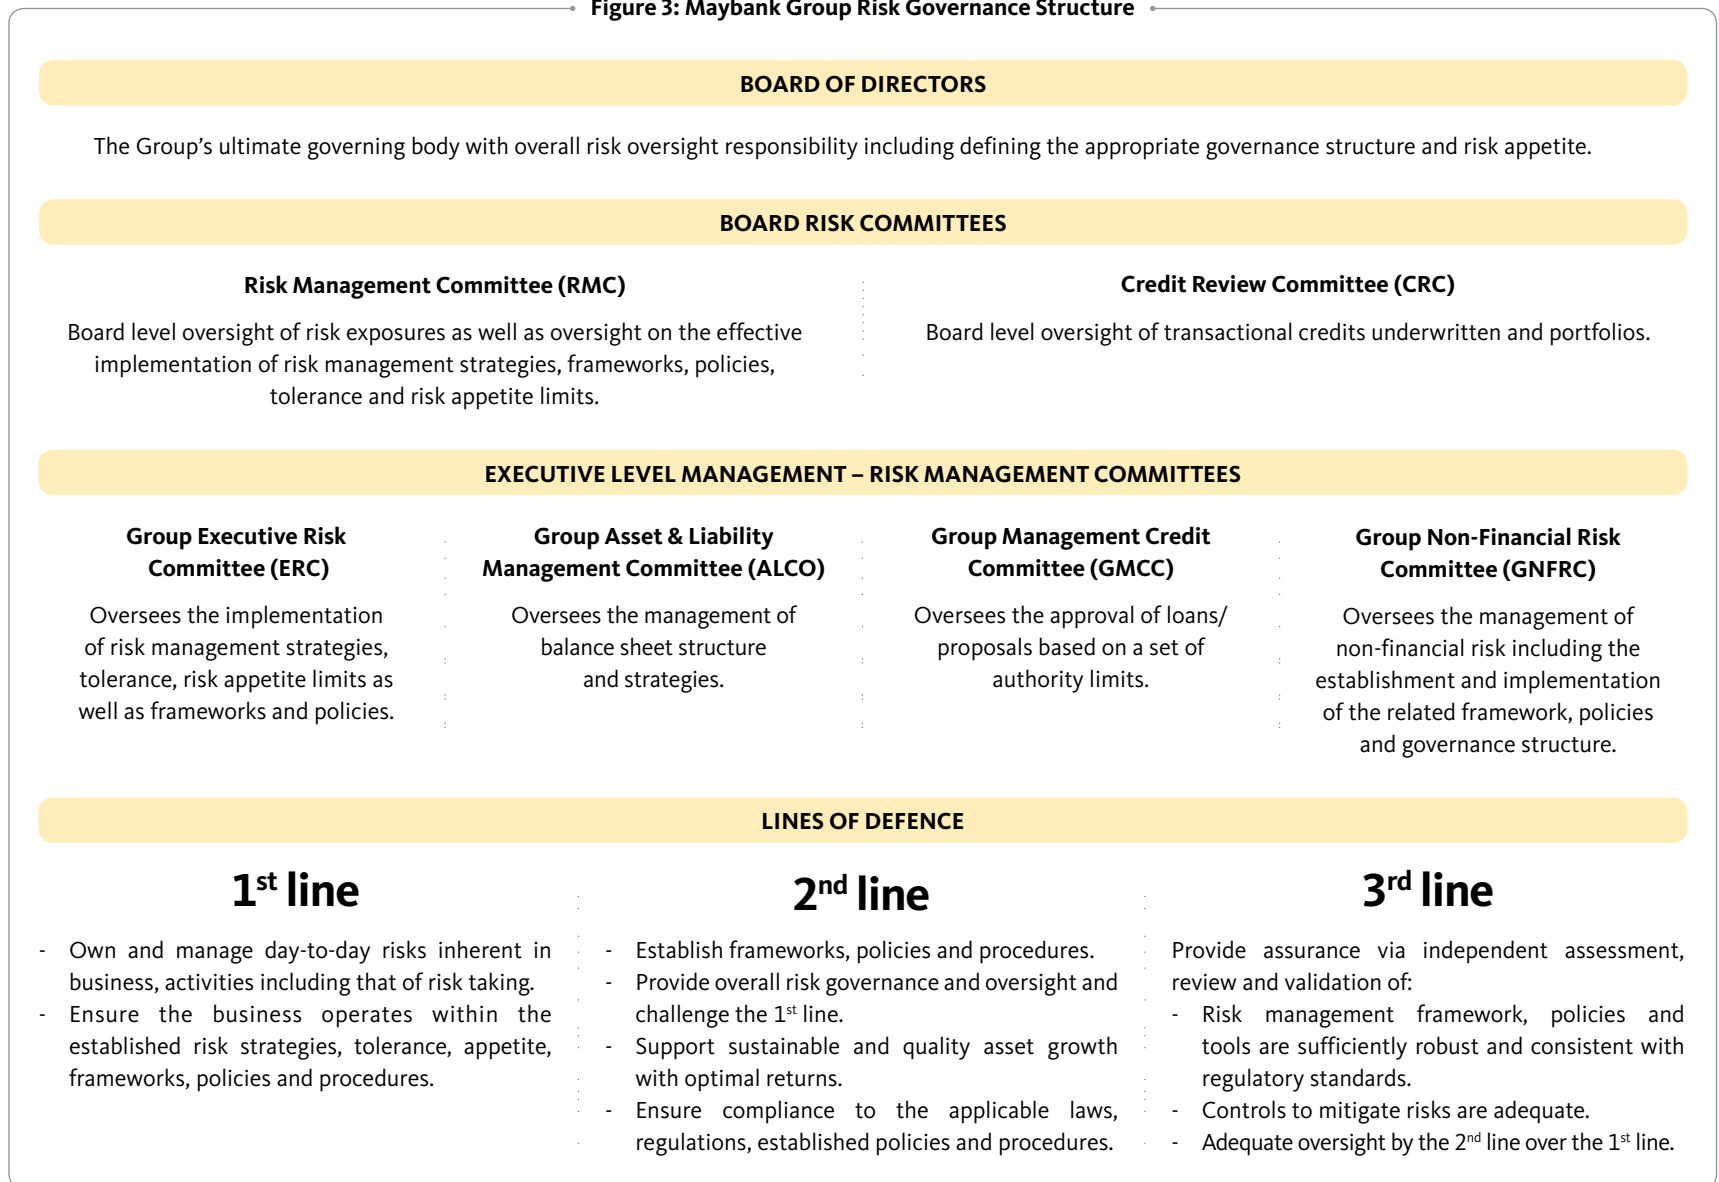 Figure 3: Maybank Group Risk Governance Structure
BOARD OF DIRECTORS
The Group’s ultimate governing body with overall risk oversight responsibility including defining the appropriate governance structure and risk appetite.
BOARD RISK COMMITTEES
Risk Management Committee (RMC)
Board level oversight of risk exposures as well as oversight on the effective
implementation of risk management strategies, frameworks, policies,
tolerance and risk appetite limits.
Credit Review Committee (CRC)
Board level oversight of transactional credits underwritten and portfolios.
EXECUTIVE LEVEL MANAGEMENT – RISK MANAGEMENT COMMITTEES
Group Executive Risk
Committee (ERC)
Oversees the implementation
of risk management strategies,
tolerance, risk appetite limits as
well as frameworks and policies.
Group Asset & Liability
Management Committee (ALCO)
Oversees the management of
balance sheet structure
and strategies.
Group Management Credit
Committee (GMCC)
Oversees the approval of loans/
proposals based on a set of
authority limits.
Group Non-Financial Risk
Committee (GNFRC)
Oversees the management of
non-financial risk including the
establishment and implementation
of the related framework, policies
and governance structure.
LINES OF DEFENCE
1st line
- Own and manage day-to-day risks inherent in
business, activities including that of risk taking.
- Ensure the business operates within the
established risk strategies, tolerance, appetite,
frameworks, policies and procedures.
2nd line
- Establish frameworks, policies and procedures.
- Provide overall risk governance and oversight and
challenge the 1st line.
- Support sustainable and quality asset growth
with optimal returns.
- Ensure compliance to the applicable laws,
regulations, established policies and procedures.
3rd line
Provide assurance via independent assessment,
review and validation of:
- Risk management framework, policies and
tools are sufficiently robust and consistent with
regulatory standards.
- Controls to mitigate risks are adequate.
- Adequate oversight by the 2nd line over the 1st line.